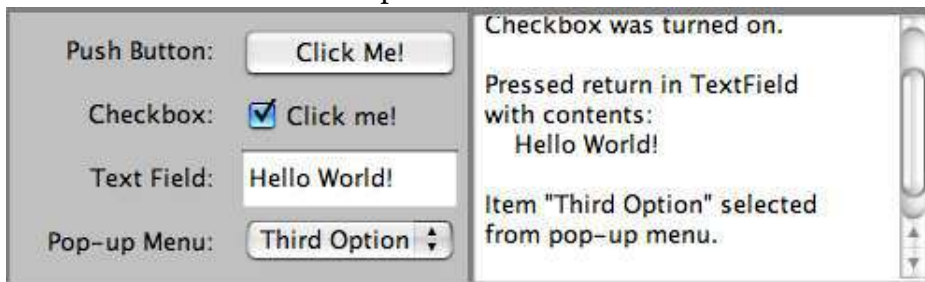 Push Button: Click Me!
Checkbox: Click me!
Text Field: Hello World!
Pop-up Menu: Third Option
Checkbox was turned on.
Pressed return in TextField
with contents:
Hello World!
Item "Third Option" selected
from pop-up menu.